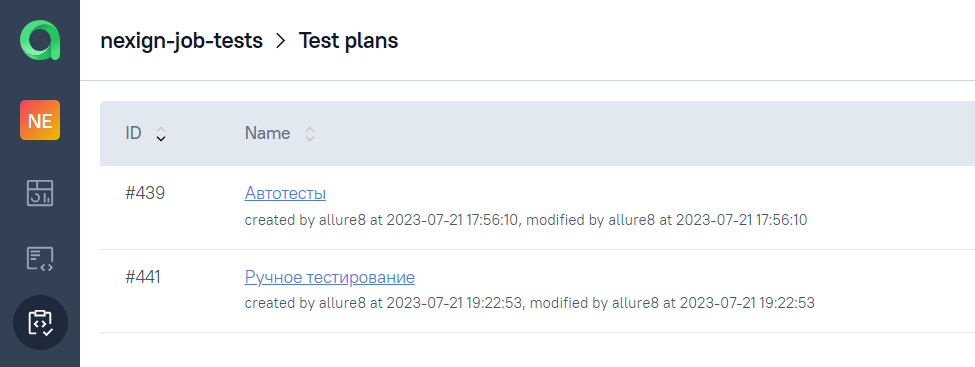 nexign-job-tests > Test plans
NE
ID Name
#439 Автотесты
created by allure8 at 2023-07-21 17:56:10, modified by allure8 at 2023-07-21 17:56:10
#441 Ручное тестирование
created by allure8 at 2023-07-21 19:22:53, modified by allure8 at 2023-07-21 19:22:53